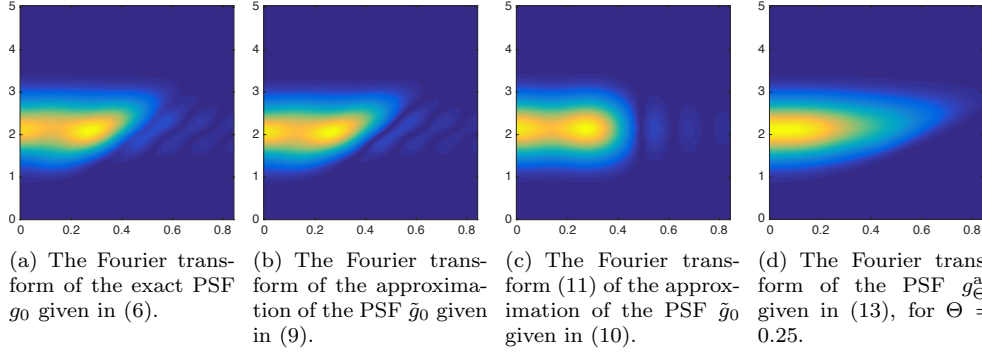 5
4
3
2
1
0
0 0.2 0.4 0.6 0.8
5
4
3
2
1
0
0 0.2 0.4 0.6 0.8
5
4
3
2
1
0
0 0.2 0.4 0.6 0.8
5
4
3
2
1
0
0 0.2 0.4 0.6 0.8
(a) The Fourier trans-
form of the exact PSF
g₀ given in (6).
(b) The Fourier trans-
form of the approxima-
tion of the PSF g̃₀ given
in (9).
(c) The Fourier trans-
form (11) of the approx-
imation of the PSF g̃₀
given in (10).
(d) The Fourier trans-
form of the PSF
given in (13), for Θ =
0.25.